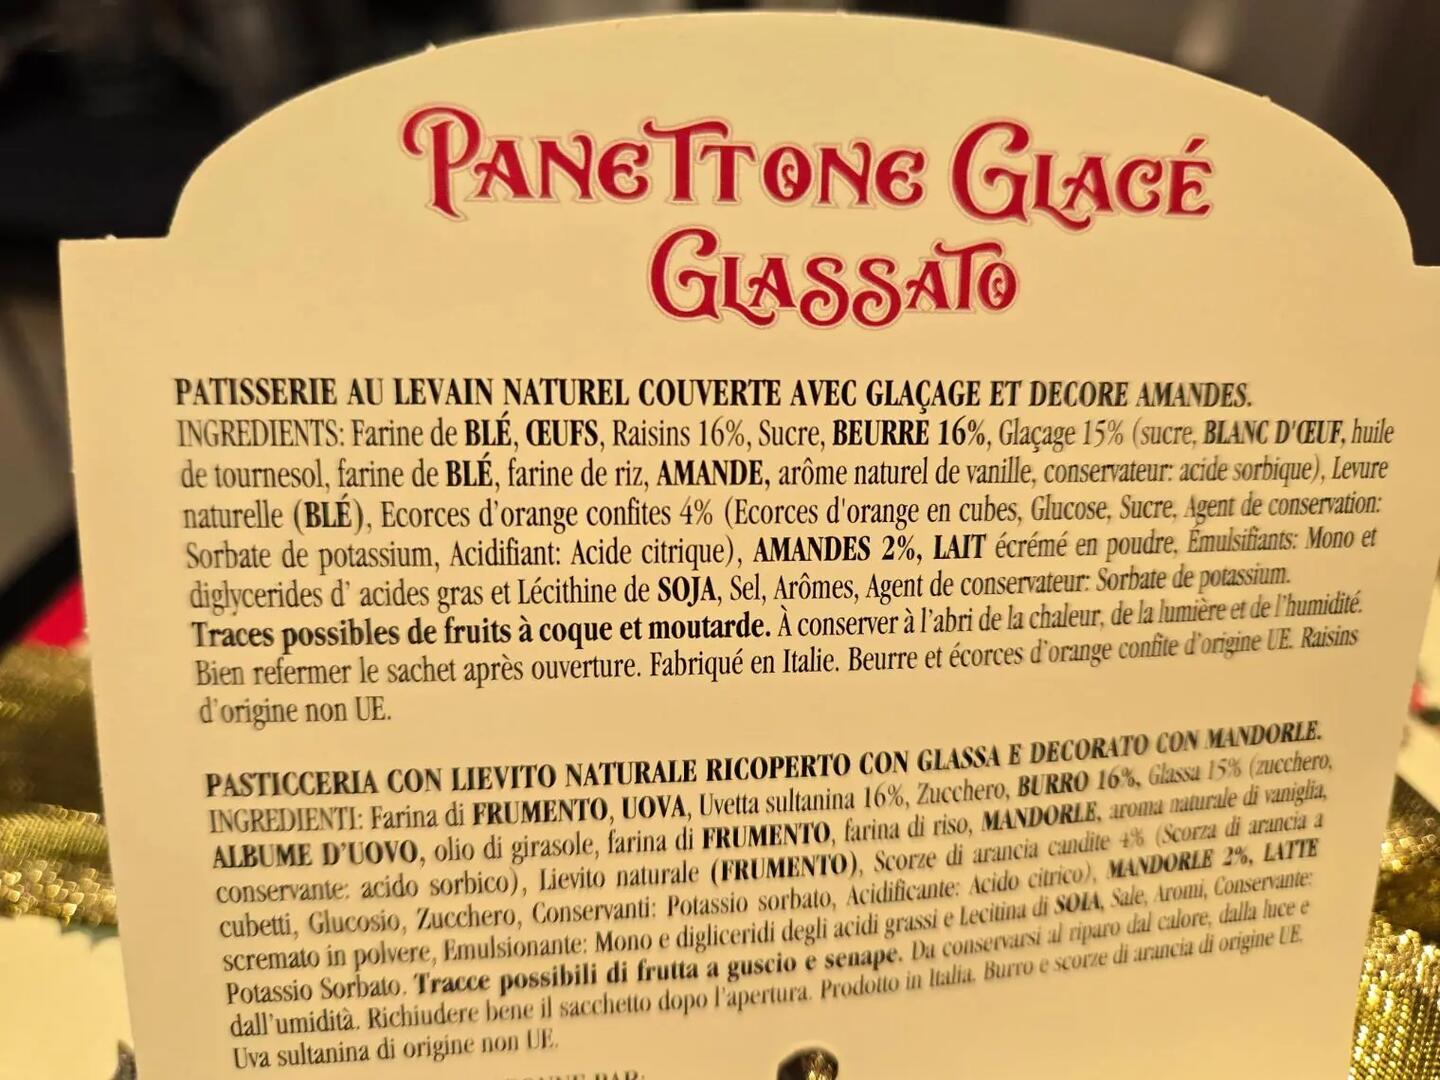 PANETTONE GLACÉ
GLASSATO
PATISSERIE AU LEVAIN NATUREL COUVERTE AVEC GLAÇAGE ET DECORE AMANDES.
INGREDIENTS: Farine de BLÉ, ŒUFS, Raisins 16%, Sucre, BEURRE 16%, Glaçage 15% (sucre, BLANC D'ŒUF, huile
de tournesol, farine de BLÉ, farine de riz, AMANDE, arôme naturel de vanille, conservateur: acide sorbique), Levure
naturelle (BLÉ), Ecorces d'orange confites 4% (Ecorces d'orange en cubes, Glucose, Sucre, Agent de conservation:
Sorbate de potassium, Acidifiant: Acide citrique), AMANDES 2%, LAIT écrémé en poudre, Émulsifiants: Mono et
diglycerides d' acides gras et Lécithine de SOJA, Sel, Arômes, Agent de conservateur: Sorbate de potassium.
Traces possibles de fruits à coque et moutarde. À conserver à l'abri de la chaleur, de la lumière et de l'humidité.
Bien refermer le sachet après ouverture. Fabriqué en Italie. Beurre et écorces d'orange confite d'origine UE. Raisins
d'origine non UE.
PASTICCERIA CON LIEVITO NATURALE RICOPERTO CON GLASSA E DECORATO CON MANDORLE.
INGREDIENTI: Farina di FRUMENTO, UOVA, Uvetta sultanina 16%, Zucchero, BURRO 16%, Glassa 15% (zucchero,
ALBUME D'UOVO, olio di girasole, farina di FRUMENTO, farina di riso, MANDORLE, aroma naturale di vaniglia,
conservante: acido sorbico), Lievito naturale (FRUMENTO), Scorze di arancia candite 4% (Scorza di arancia a
cubetti, Glucosio, Zucchero, Conservanti: Potassio sorbato, Acidificante: Acido citrico), MANDORLE 2%, LATTE
scremato in polvere, Emulsionante: Mono e digliceridi degli acidi grassi e Lecitina di SOIA, Sale, Aromi, Conservante:
Potassio Sorbato. Tracce possibili di frutta a guscio e senape. Da conservarsi al riparo dal calore, dalla luce e
dall'umidità. Richiudere bene il sacchetto dopo l'apertura. Prodotto in Italia. Burro e scorze di arancia di origine UE.
Uva sultanina di origine non UE.
PAR: